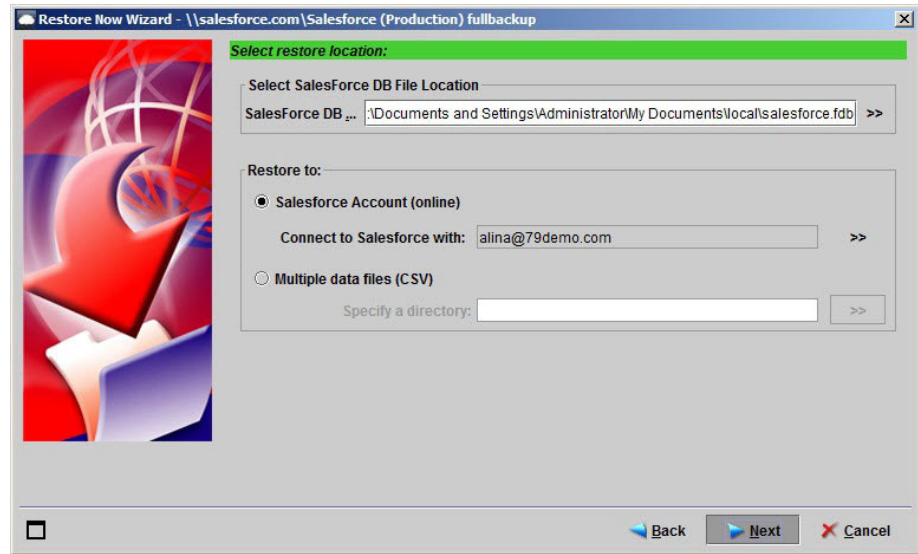 Restore Now Wizard - \\salesforce.com\Salesforce (Production) fullbackup
Select restore location:
Select SalesForce DB File Location
SalesForce DB ... :\Documents and Settings\Administrator\My Documents\local\salesforce.fdb >>
Restore to:
Salesforce Account (online)
Connect to Salesforce with: alina@79demo.com >>
Multiple data files (CSV)
Specify a directory: >>
Back Next Cancel